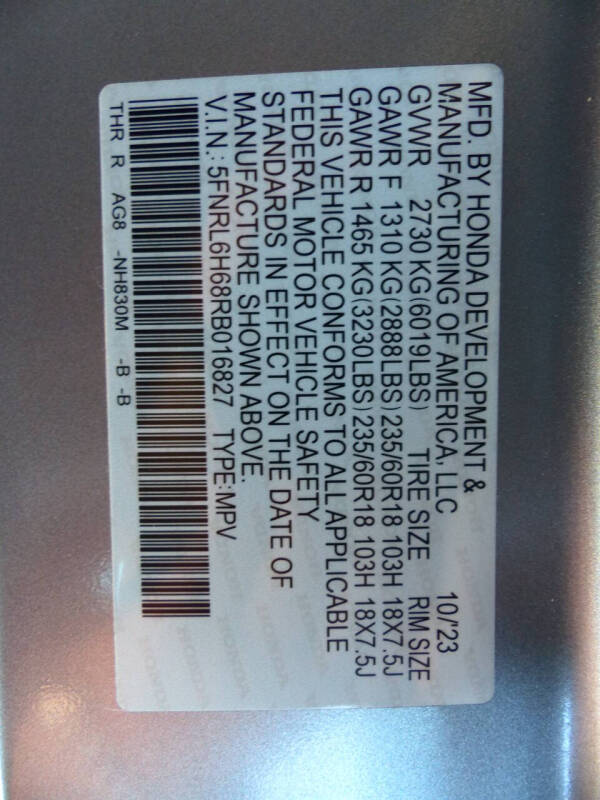 MFD. BY HONDA DEVELOPMENT &
MANUFACTURING OF AMERICA, LLC 10/'23
GVWR 2730 KG(6019LBS) TIRE SIZE RIM SIZE
GAWR F 1310 KG(2888LBS) 235/60R18 103H 18X7.5J
GAWR R 1465 KG(3230LBS) 235/60R18 103H 18X7.5J
THIS VEHICLE CONFORMS TO ALL APPLICABLE
FEDERAL MOTOR VEHICLE SAFETY
STANDARDS IN EFFECT ON THE DATE OF
MANUFACTURE SHOWN ABOVE.
V.I.N.: 5FNRL6H68RB016827 TYPE:MPV
THR R AG8 -NH830M -B -B